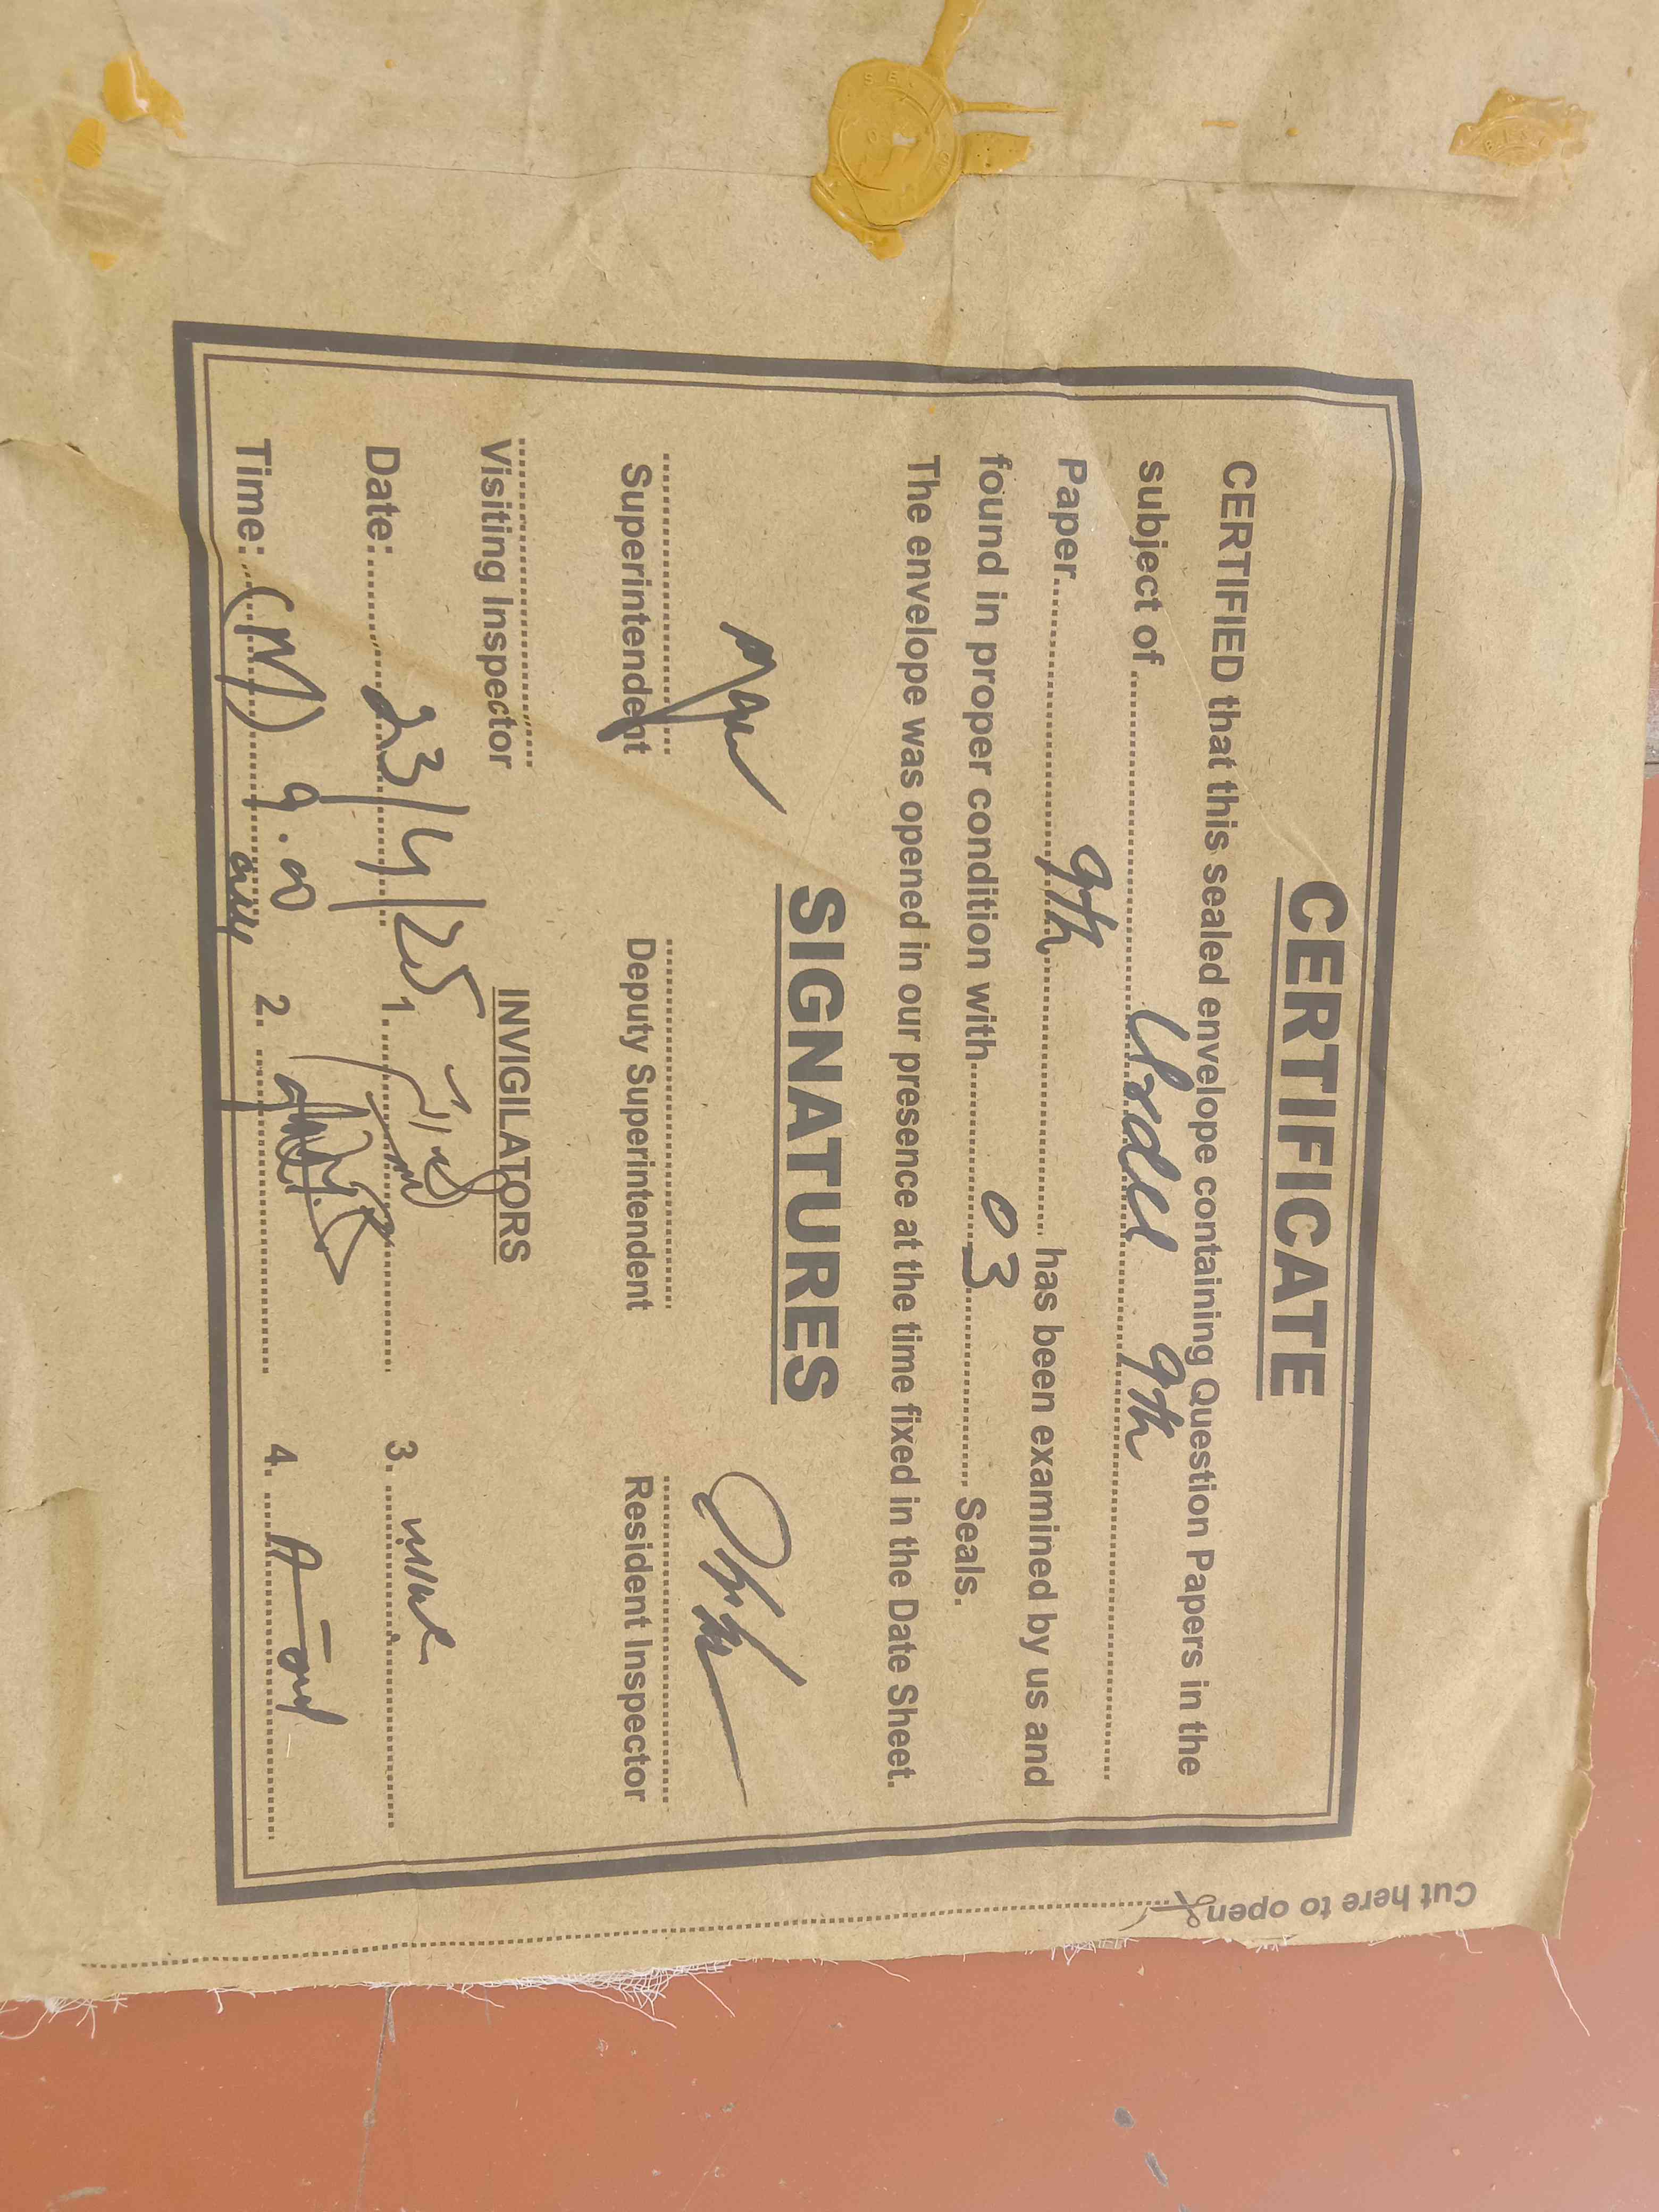 CERTIFICATE
CERTIFIED that this sealed envelope containing Question Papers in the
subject of.............Urdu 9th.............
Paper.............9th............. has been examined by us and
found in proper condition with.............03............. Seals.
The envelope was opened in our presence at the time fixed in the Date Sheet.
SIGNATURES
Superintendent
Deputy Superintendent
Resident Inspector
Visiting Inspector
INVIGILATORS
Date:.......23/4/25
1.
3.
Time: (M) 9.00
2.
4.
Cut here to open